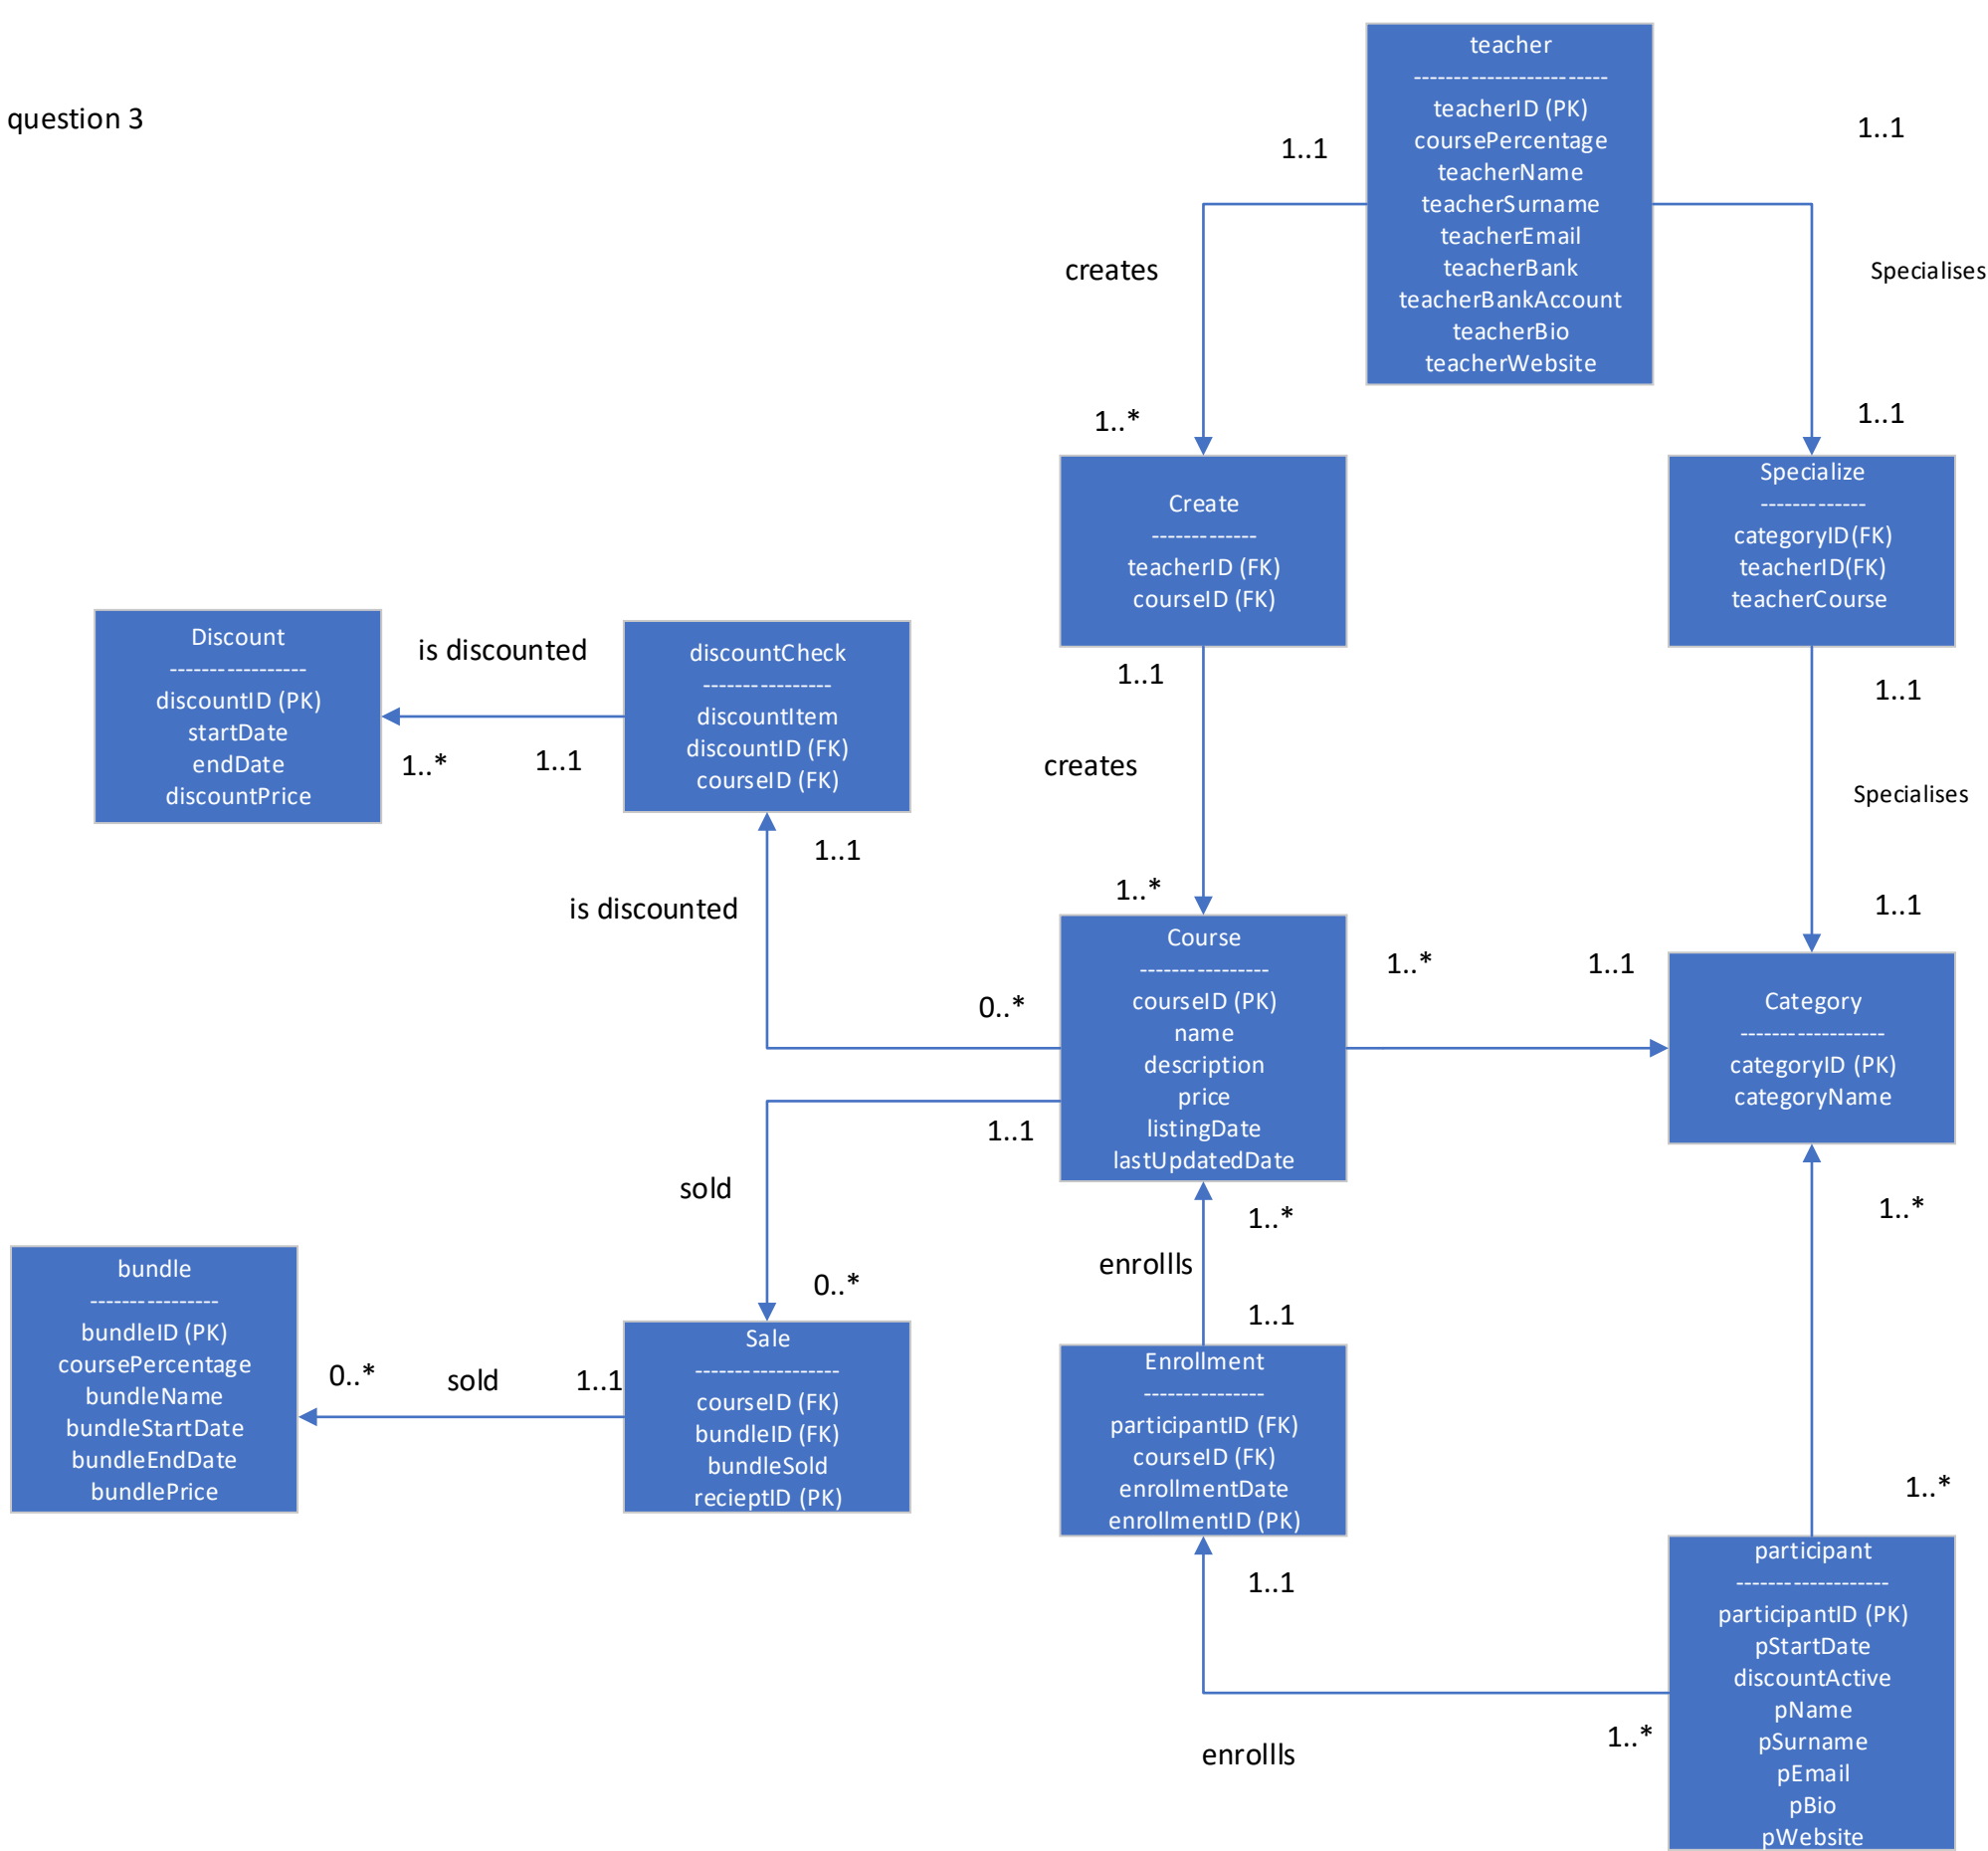 question 3
teacher
------------------------
teacherID (PK)
coursePercentage
teacherName
teacherSurname
teacherEmail
teacherBank
teacherBankAccount
teacherBio
teacherWebsite
1..1
1..1
creates
Specialises
1..*
1..1
Create
-------------
teacherID (FK)
courseID (FK)
Specialize
-------------
categoryID(FK)
teacherID(FK)
teacherCourse
Discount
-----------------
discountID (PK)
startDate
endDate
discountPrice
is discounted
1..*
1..1
discountCheck
----------------
discountItem
discountID (FK)
courseID (FK)
1..1
1..1
creates
Specialises
1..1
is discounted
1..*
1..1
0..*
Course
----------------
courseID (PK)
name
description
price
listingDate
lastUpdatedDate
1..*
1..1
Category
------------------
categoryID (PK)
categoryName
1..1
sold
1..*
1..*
enrollls
0..*
1..1
bundle
----------------
bundleID (PK)
coursePercentage
bundleName
bundleStartDate
bundleEndDate
bundlePrice
0..*
sold
1..1
Sale
------------------
courseID (FK)
bundleID (FK)
bundleSold
recieptID (PK)
Enrollment
---------------
participantID (FK)
courseID (FK)
enrollmentDate
enrollmentID (PK)
1..*
1..1
participant
-------------------
participantID (PK)
pStartDate
discountActive
pName
pSurname
pEmail
pBio
pWebsite
1..*
enrollls